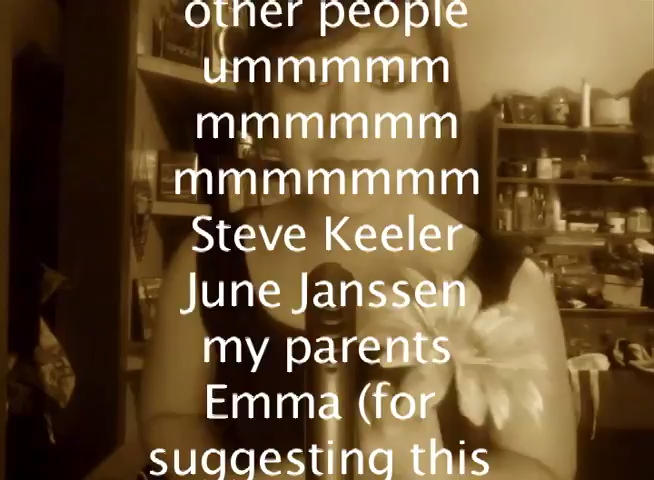 other people
ummmmm
mmmmmm
mmmmmmm
Steve Keeler
June Janssen
my parents
Emma (for
suggesting this